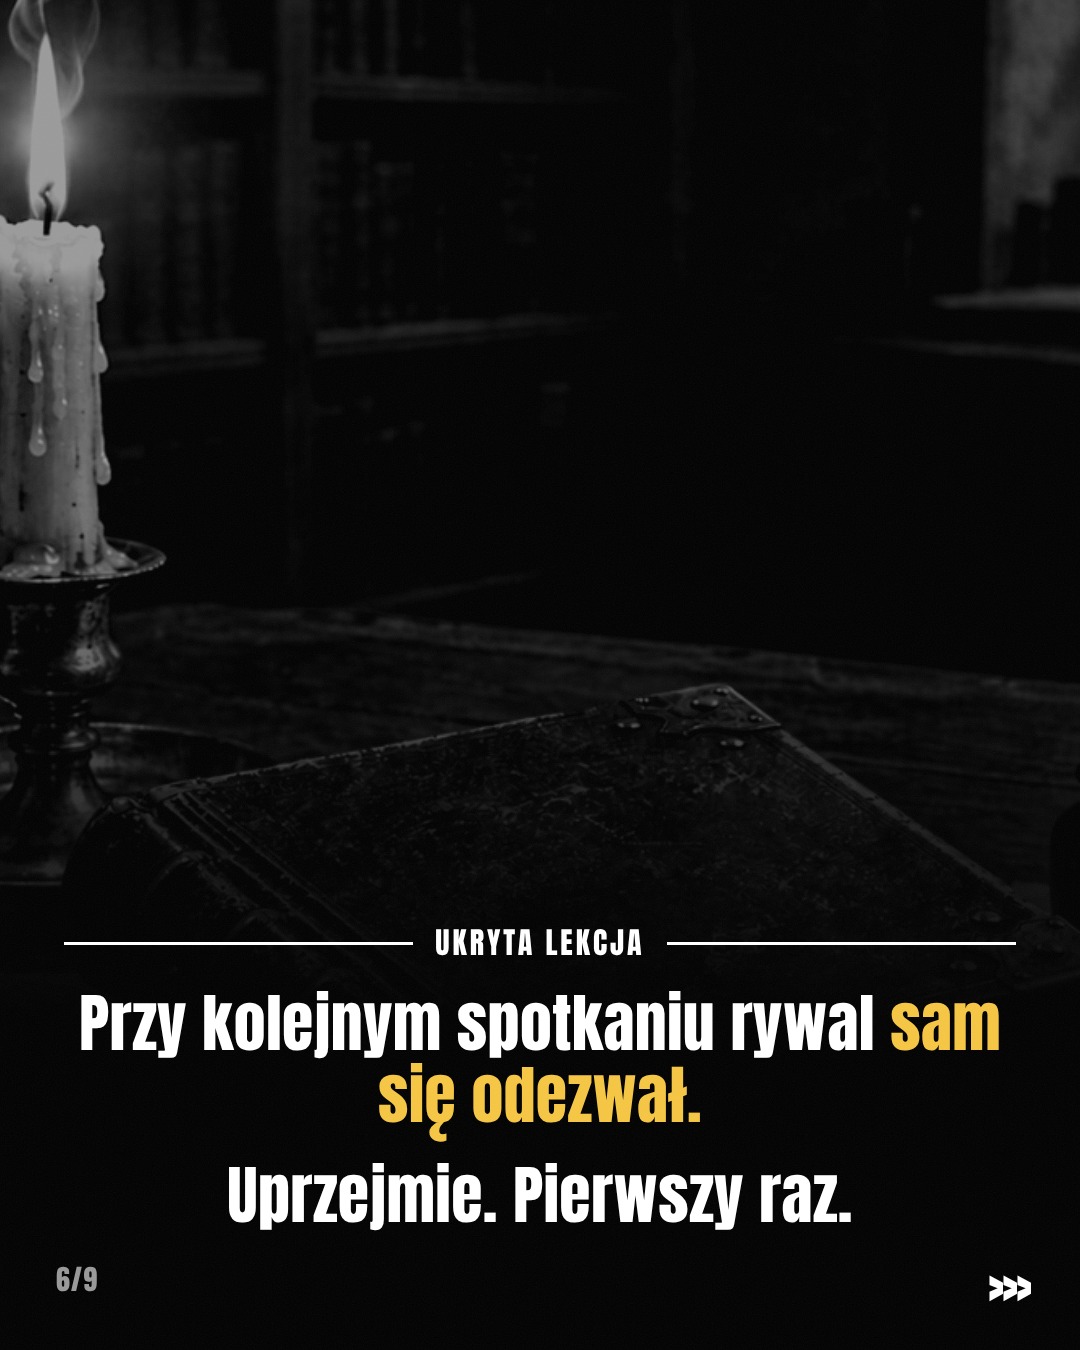 UKRYTA LEKCJA
Przy kolejnym spotkaniu rywal sam
się odezwał.
Uprzejmie. Pierwszy raz.
6/9
>>>